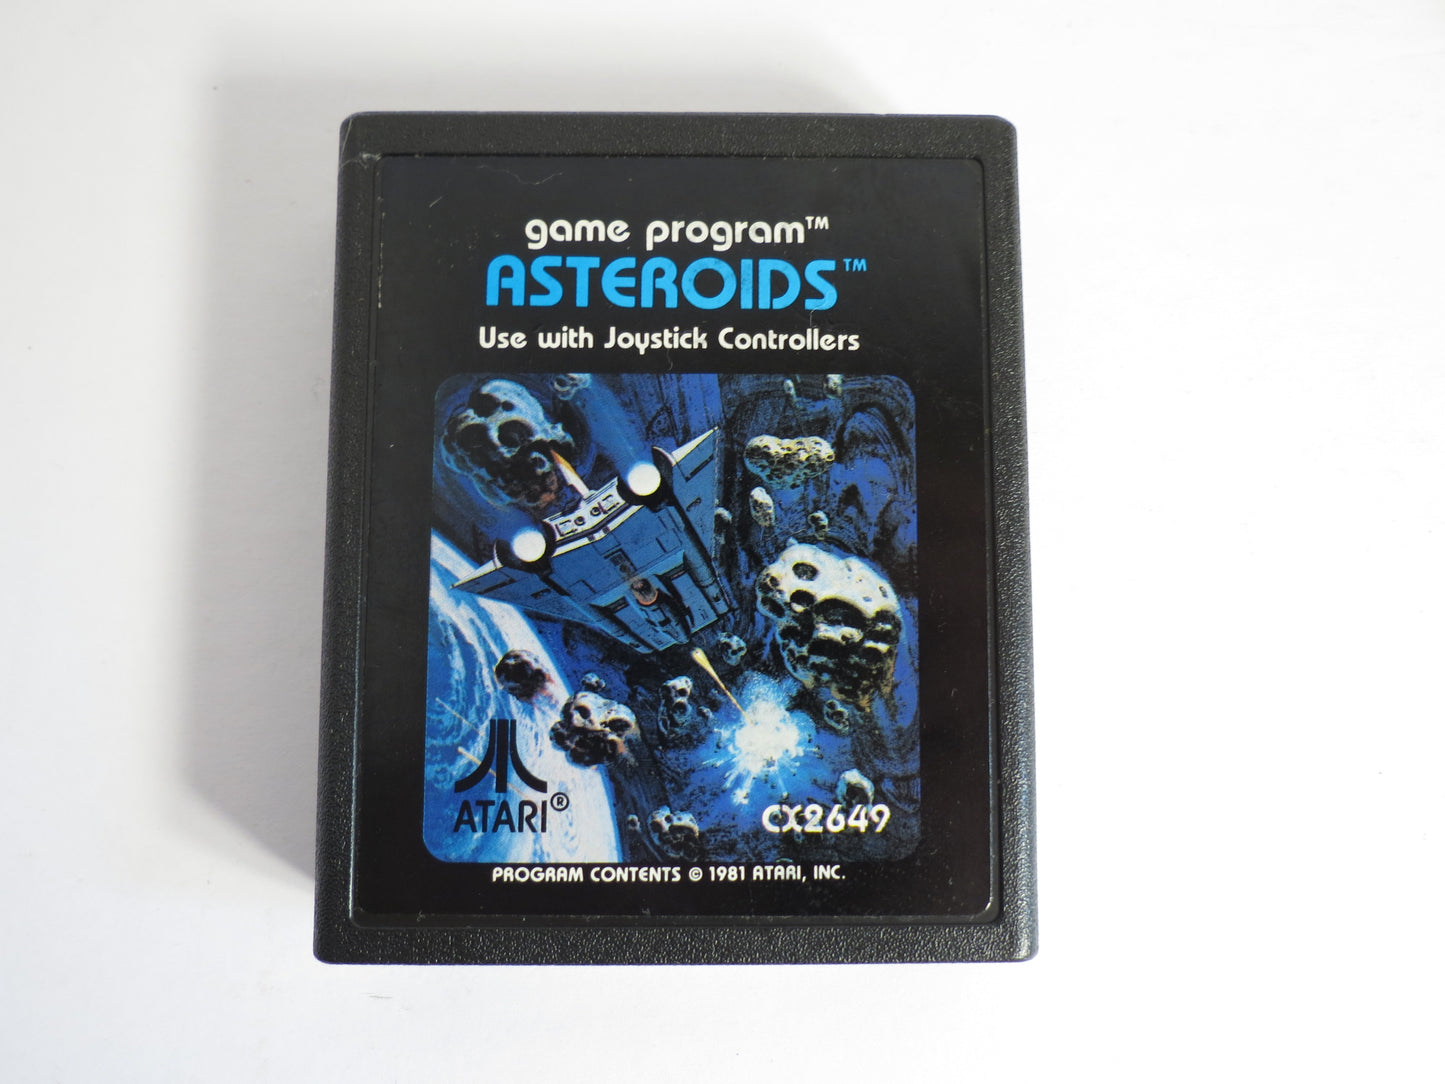 game program™
ASTEROIDS™
Use with Joystick Controllers
ATARI®
CX2649
PROGRAM CONTENTS © 1981 ATARI, INC.